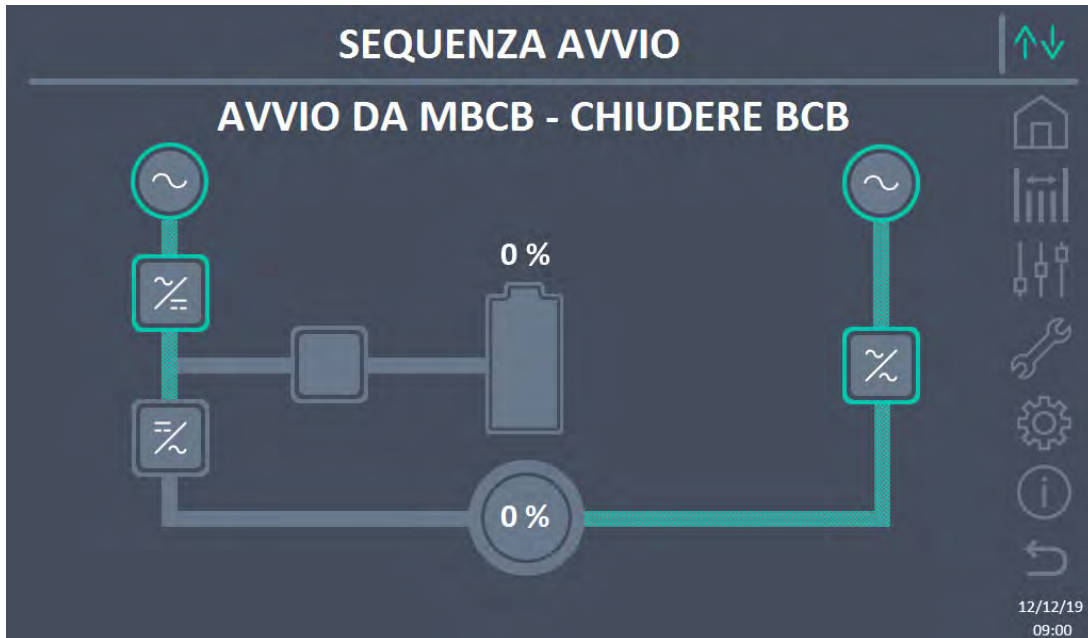 SEQUENZA AVVIO
AVVIO DA MBCB - CHIUDERE BCB
0 %
0 %
12/12/19
09:00